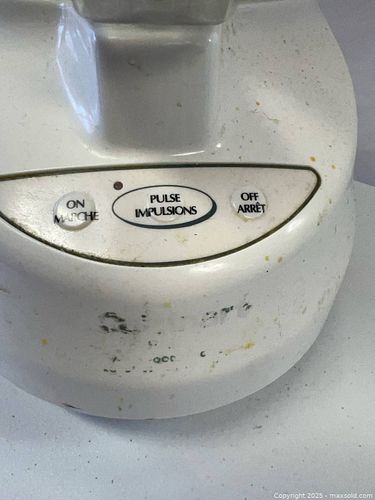 ON
MARCHE
PULSE
IMPULSIONS
OFF
ARRÊT
Copyright 2025 - maxsold.com